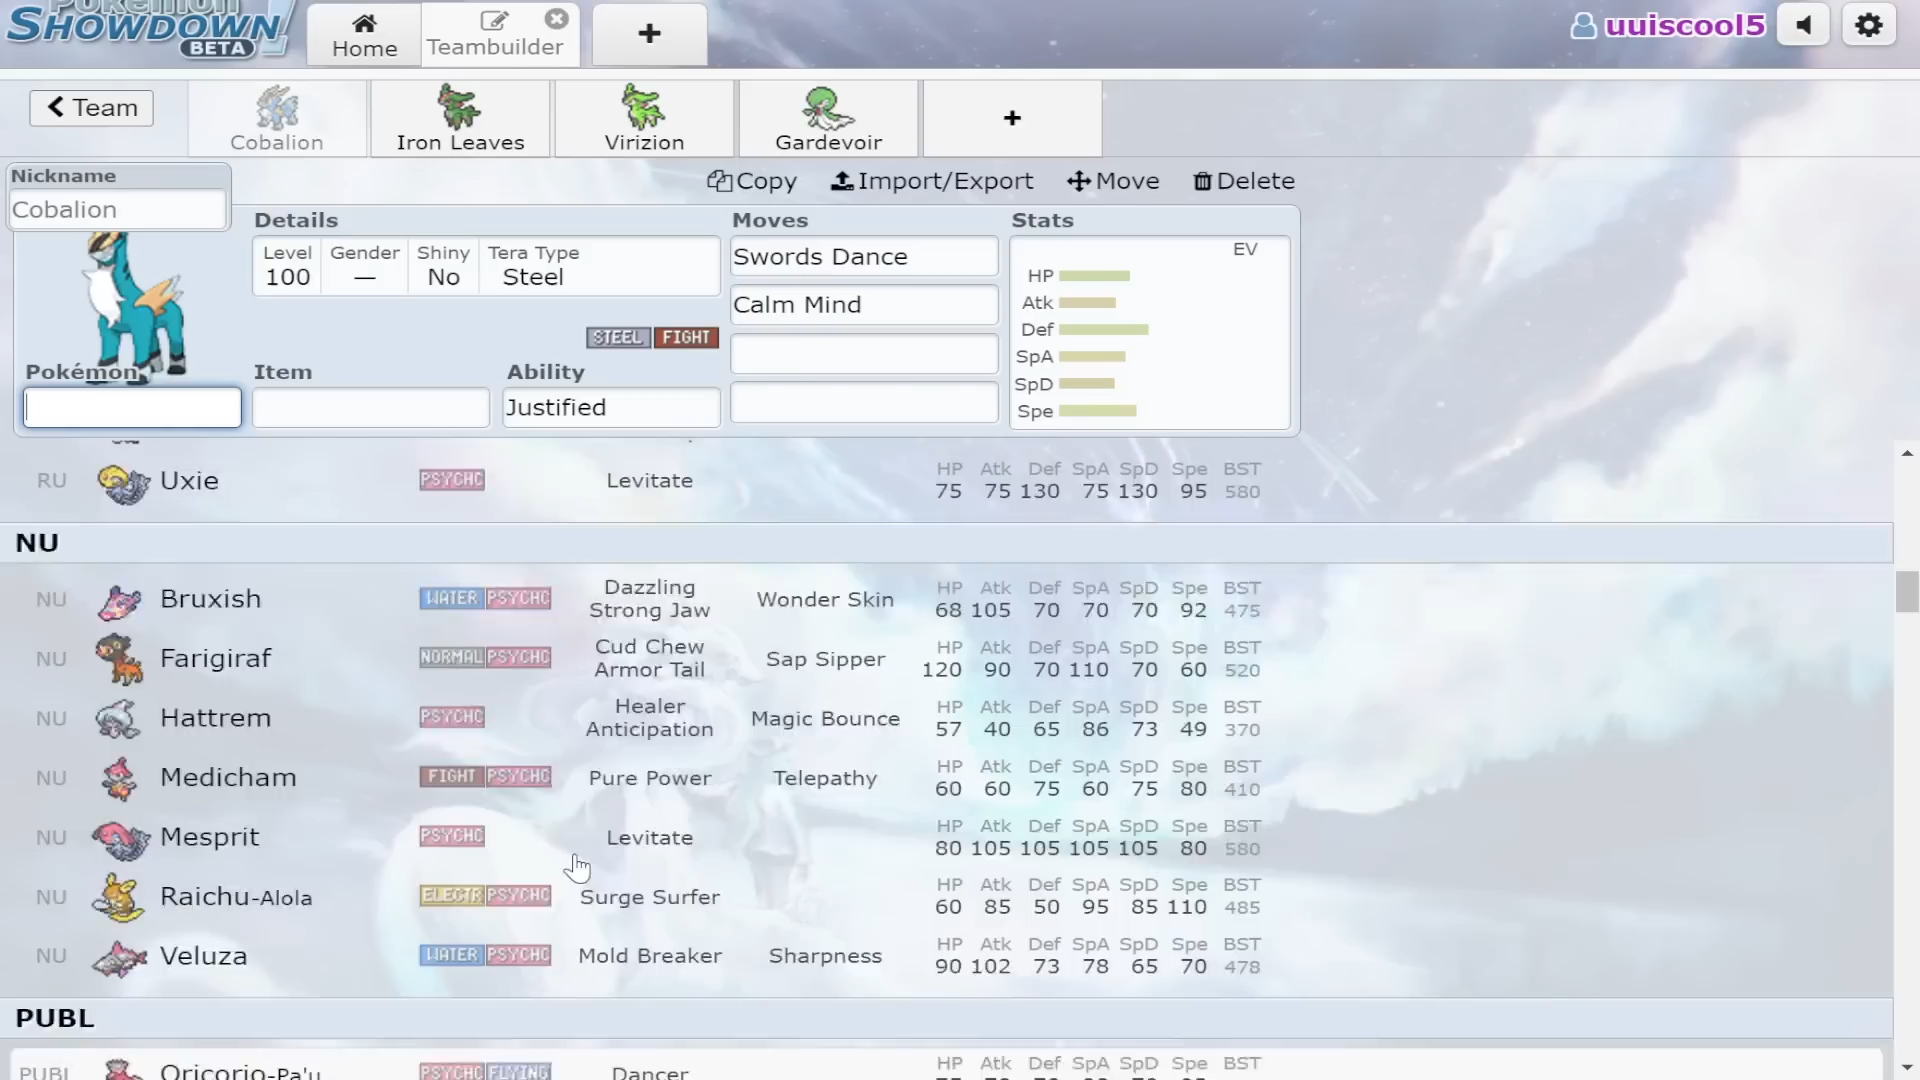 Pokémon
SHOWDOWN!
BETA
Home
Teambuilder
+
uuiscool5
Team
Cobalion
Iron Leaves
Virizion
Gardevoir
+
Nickname
Cobalion
Copy
Import/Export
Move
Delete
Details
Level
100
Gender
—
Shiny
No
Tera Type
Steel
STEEL FIGHT
Pokémon
Item
Ability
Justified
Moves
Swords Dance
Calm Mind
Stats
EV
HP
Atk
Def
SpA
SpD
Spe
RU Uxie PSYCHC Levitate HP 75 Atk 75 Def 130 SpA 75 SpD 130 Spe 95 BST 580
NU
NU Bruxish WATER PSYCHC Dazzling Strong Jaw Wonder Skin HP 68 Atk 105 Def 70 SpA 70 SpD 70 Spe 92 BST 475
NU Farigiraf NORMAL PSYCHC Cud Chew Armor Tail Sap Sipper HP 120 Atk 90 Def 70 SpA 110 SpD 70 Spe 60 BST 520
NU Hattrem PSYCHC Healer Anticipation Magic Bounce HP 57 Atk 40 Def 65 SpA 86 SpD 73 Spe 49 BST 370
NU Medicham FIGHT PSYCHC Pure Power Telepathy HP 60 Atk 60 Def 75 SpA 60 SpD 75 Spe 80 BST 410
NU Mesprit PSYCHC Levitate HP 80 Atk 105 Def 105 SpA 105 SpD 105 Spe 80 BST 580
NU Raichu-Alola ELECTR PSYCHC Surge Surfer HP 60 Atk 85 Def 50 SpA 95 SpD 85 Spe 110 BST 485
NU Veluza WATER PSYCHC Mold Breaker Sharpness HP 90 Atk 102 Def 73 SpA 78 SpD 65 Spe 70 BST 478
PUBL
PUBL Oricorio-Pa'u PSYCHC FLYING Dancer HP Atk Def SpA SpD Spe BST